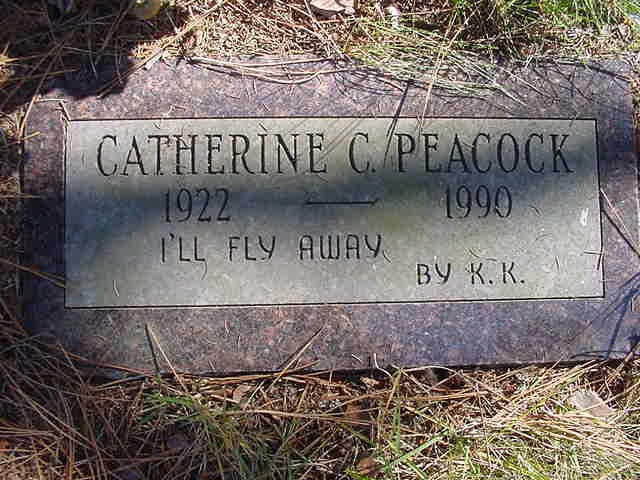 CATHERINE C. PEACOCK
1922 — 1990
I'LL FLY AWAY
BY K.K.